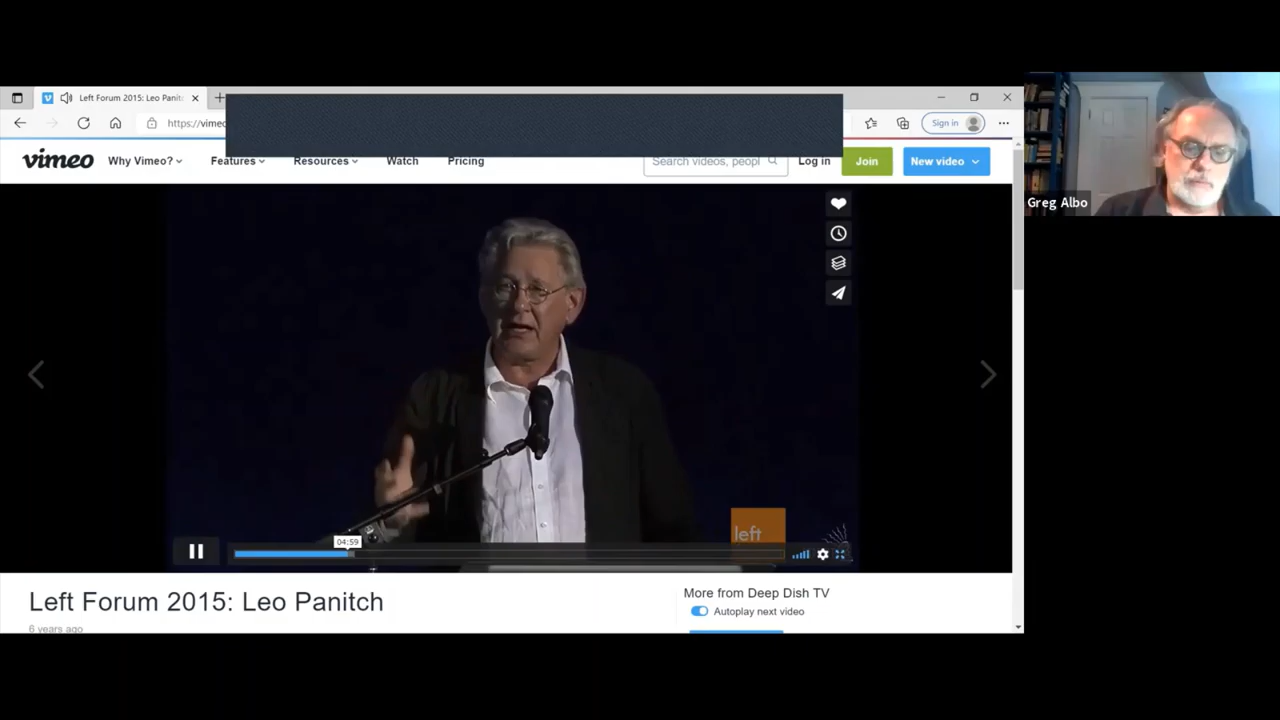 Left Forum 2015: Leo Panitc
https://vimeo
Sign in
vimeo
Why Vimeo?
Features
Resources
Watch
Pricing
Search videos, peopl
Log in
Join
New video
Greg Albo
left
04:59
Left Forum 2015: Leo Panitch
6 years ago
More from Deep Dish TV
Autoplay next video